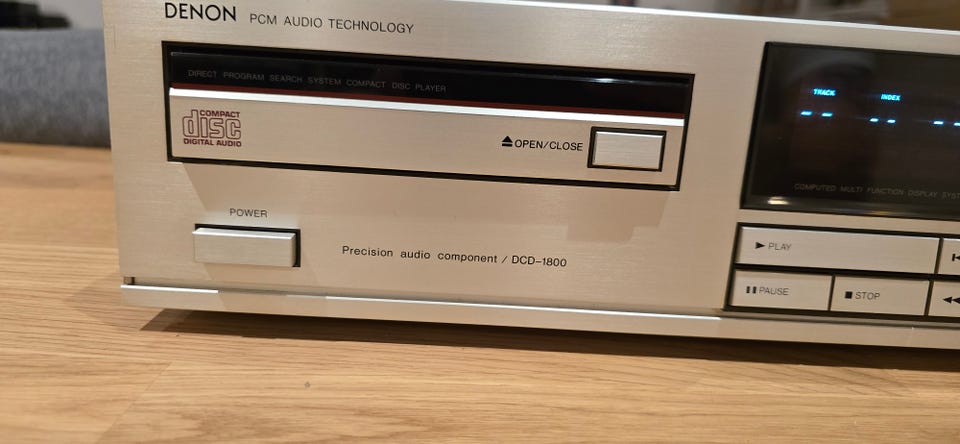 DENON PCM AUDIO TECHNOLOGY
DIRECT PROGRAM SEARCH SYSTEM COMPACT DISC PLAYER
COMPACT
disc
DIGITAL AUDIO
OPEN/CLOSE
TRACK INDEX
COMPUTED MULTI FUNCTION DISPLAY SYST
POWER
Precision audio component / DCD-1800
PLAY
PAUSE
STOP